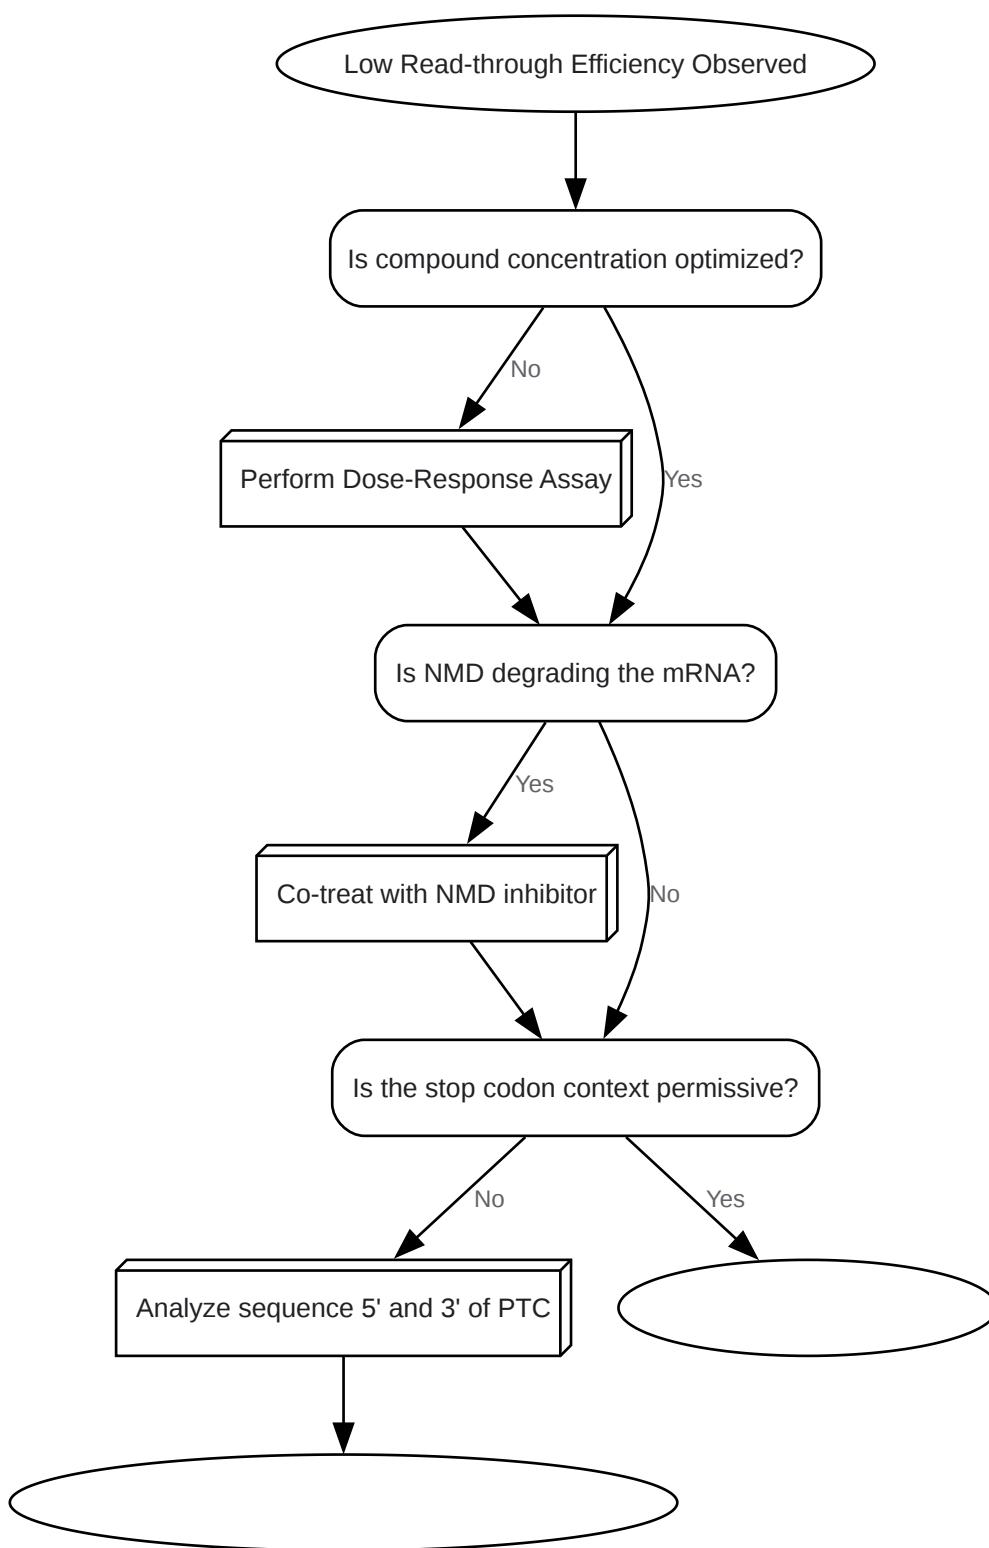 Low Read-through Efficiency Observed
Is compound concentration optimized?
No
Perform Dose-Response Assay
Yes
Is NMD degrading the mRNA?
Yes
Co-treat with NMD inhibitor
No
Is the stop codon context permissive?
No
Yes
Analyze sequence 5' and 3' of PTC